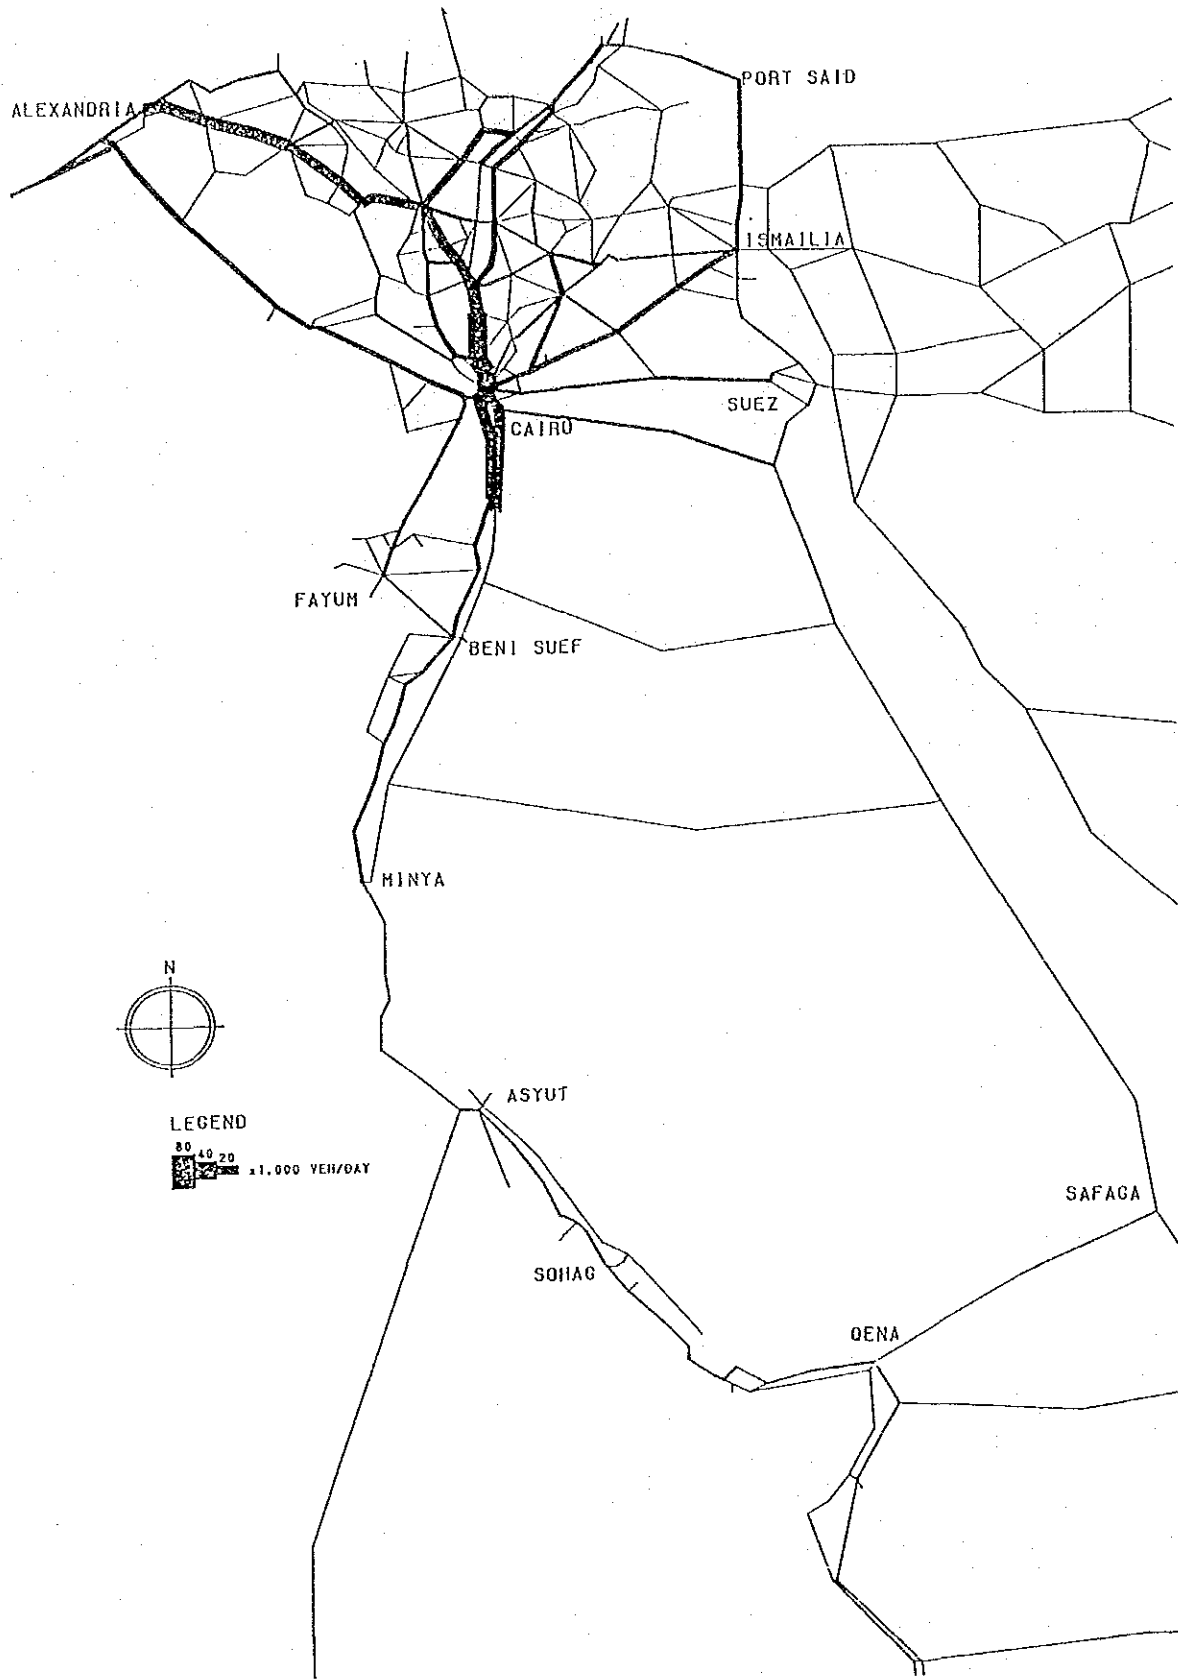 PORT SAID
ALEXANDRIA
ISMAILIA
SUEZ
CAIRO
FAYUM
BENI SUEF
MINYA
N
ASYUT
LEGEND
80 40 20
x1,000 VEH/DAY
SAFAGA
SOHAG
QENA